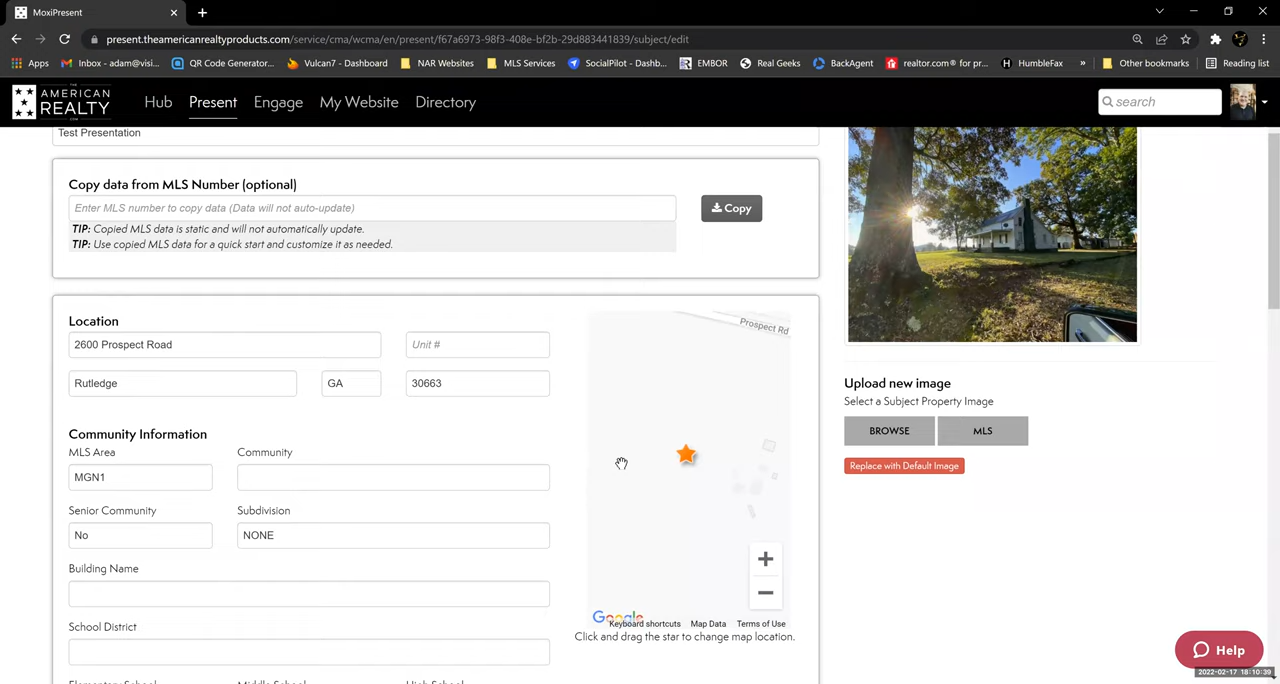 MoxiPresent
present.theamericanrealtyproducts.com/service/cma/wcma/en/present/f67a6973-98f3-408e-bf2b-29d883441839/subject/edit
Apps
Inbox - adam@visi...
QR Code Generator...
Vulcan7 - Dashboard
NAR Websites
MLS Services
SocialPilot - Dashb...
EMBOR
Real Geeks
BackAgent
realtor.com® for pr...
HumbleFax
»
Other bookmarks
Reading list
THE
AMERICAN
REALTY
.COM
Hub
Present
Engage
My Website
Directory
search
Test Presentation
Copy data from MLS Number (optional)
Enter MLS number to copy data (Data will not auto-update)
Copy
TIP: Copied MLS data is static and will not automatically update.
TIP: Use copied MLS data for a quick start and customize it as needed.
Location
2600 Prospect Road
Unit #
Rutledge
GA
30663
Community Information
MLS Area
Community
MGN1
Senior Community
Subdivision
No
NONE
Building Name
School District
Elementary School
Middle School
High School
Prospect Rd
Google
Keyboard shortcuts
Map Data
Terms of Use
Click and drag the star to change map location.
Upload new image
Select a Subject Property Image
BROWSE
MLS
Replace with Default Image
Help
2022-02-17 18:10:39